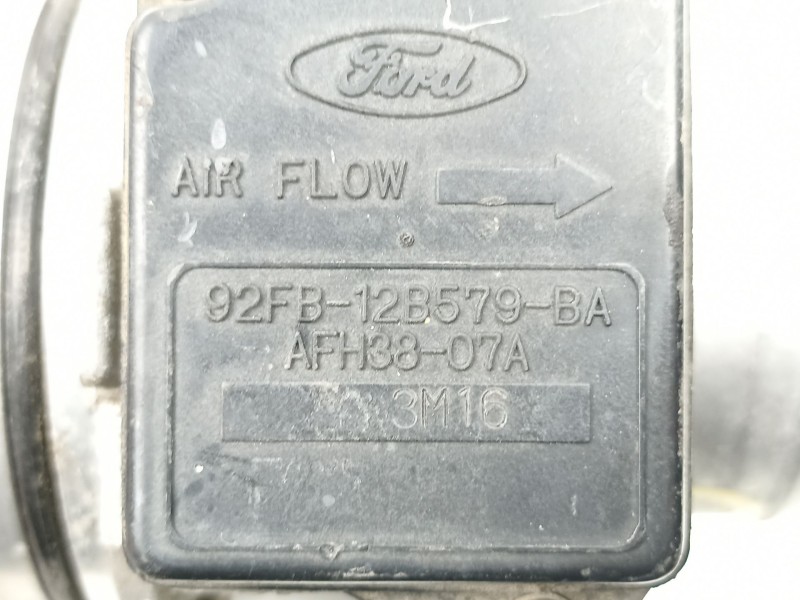 Ford
AIR FLOW
92FB-12B579-BA
AFH38-07A
3M16